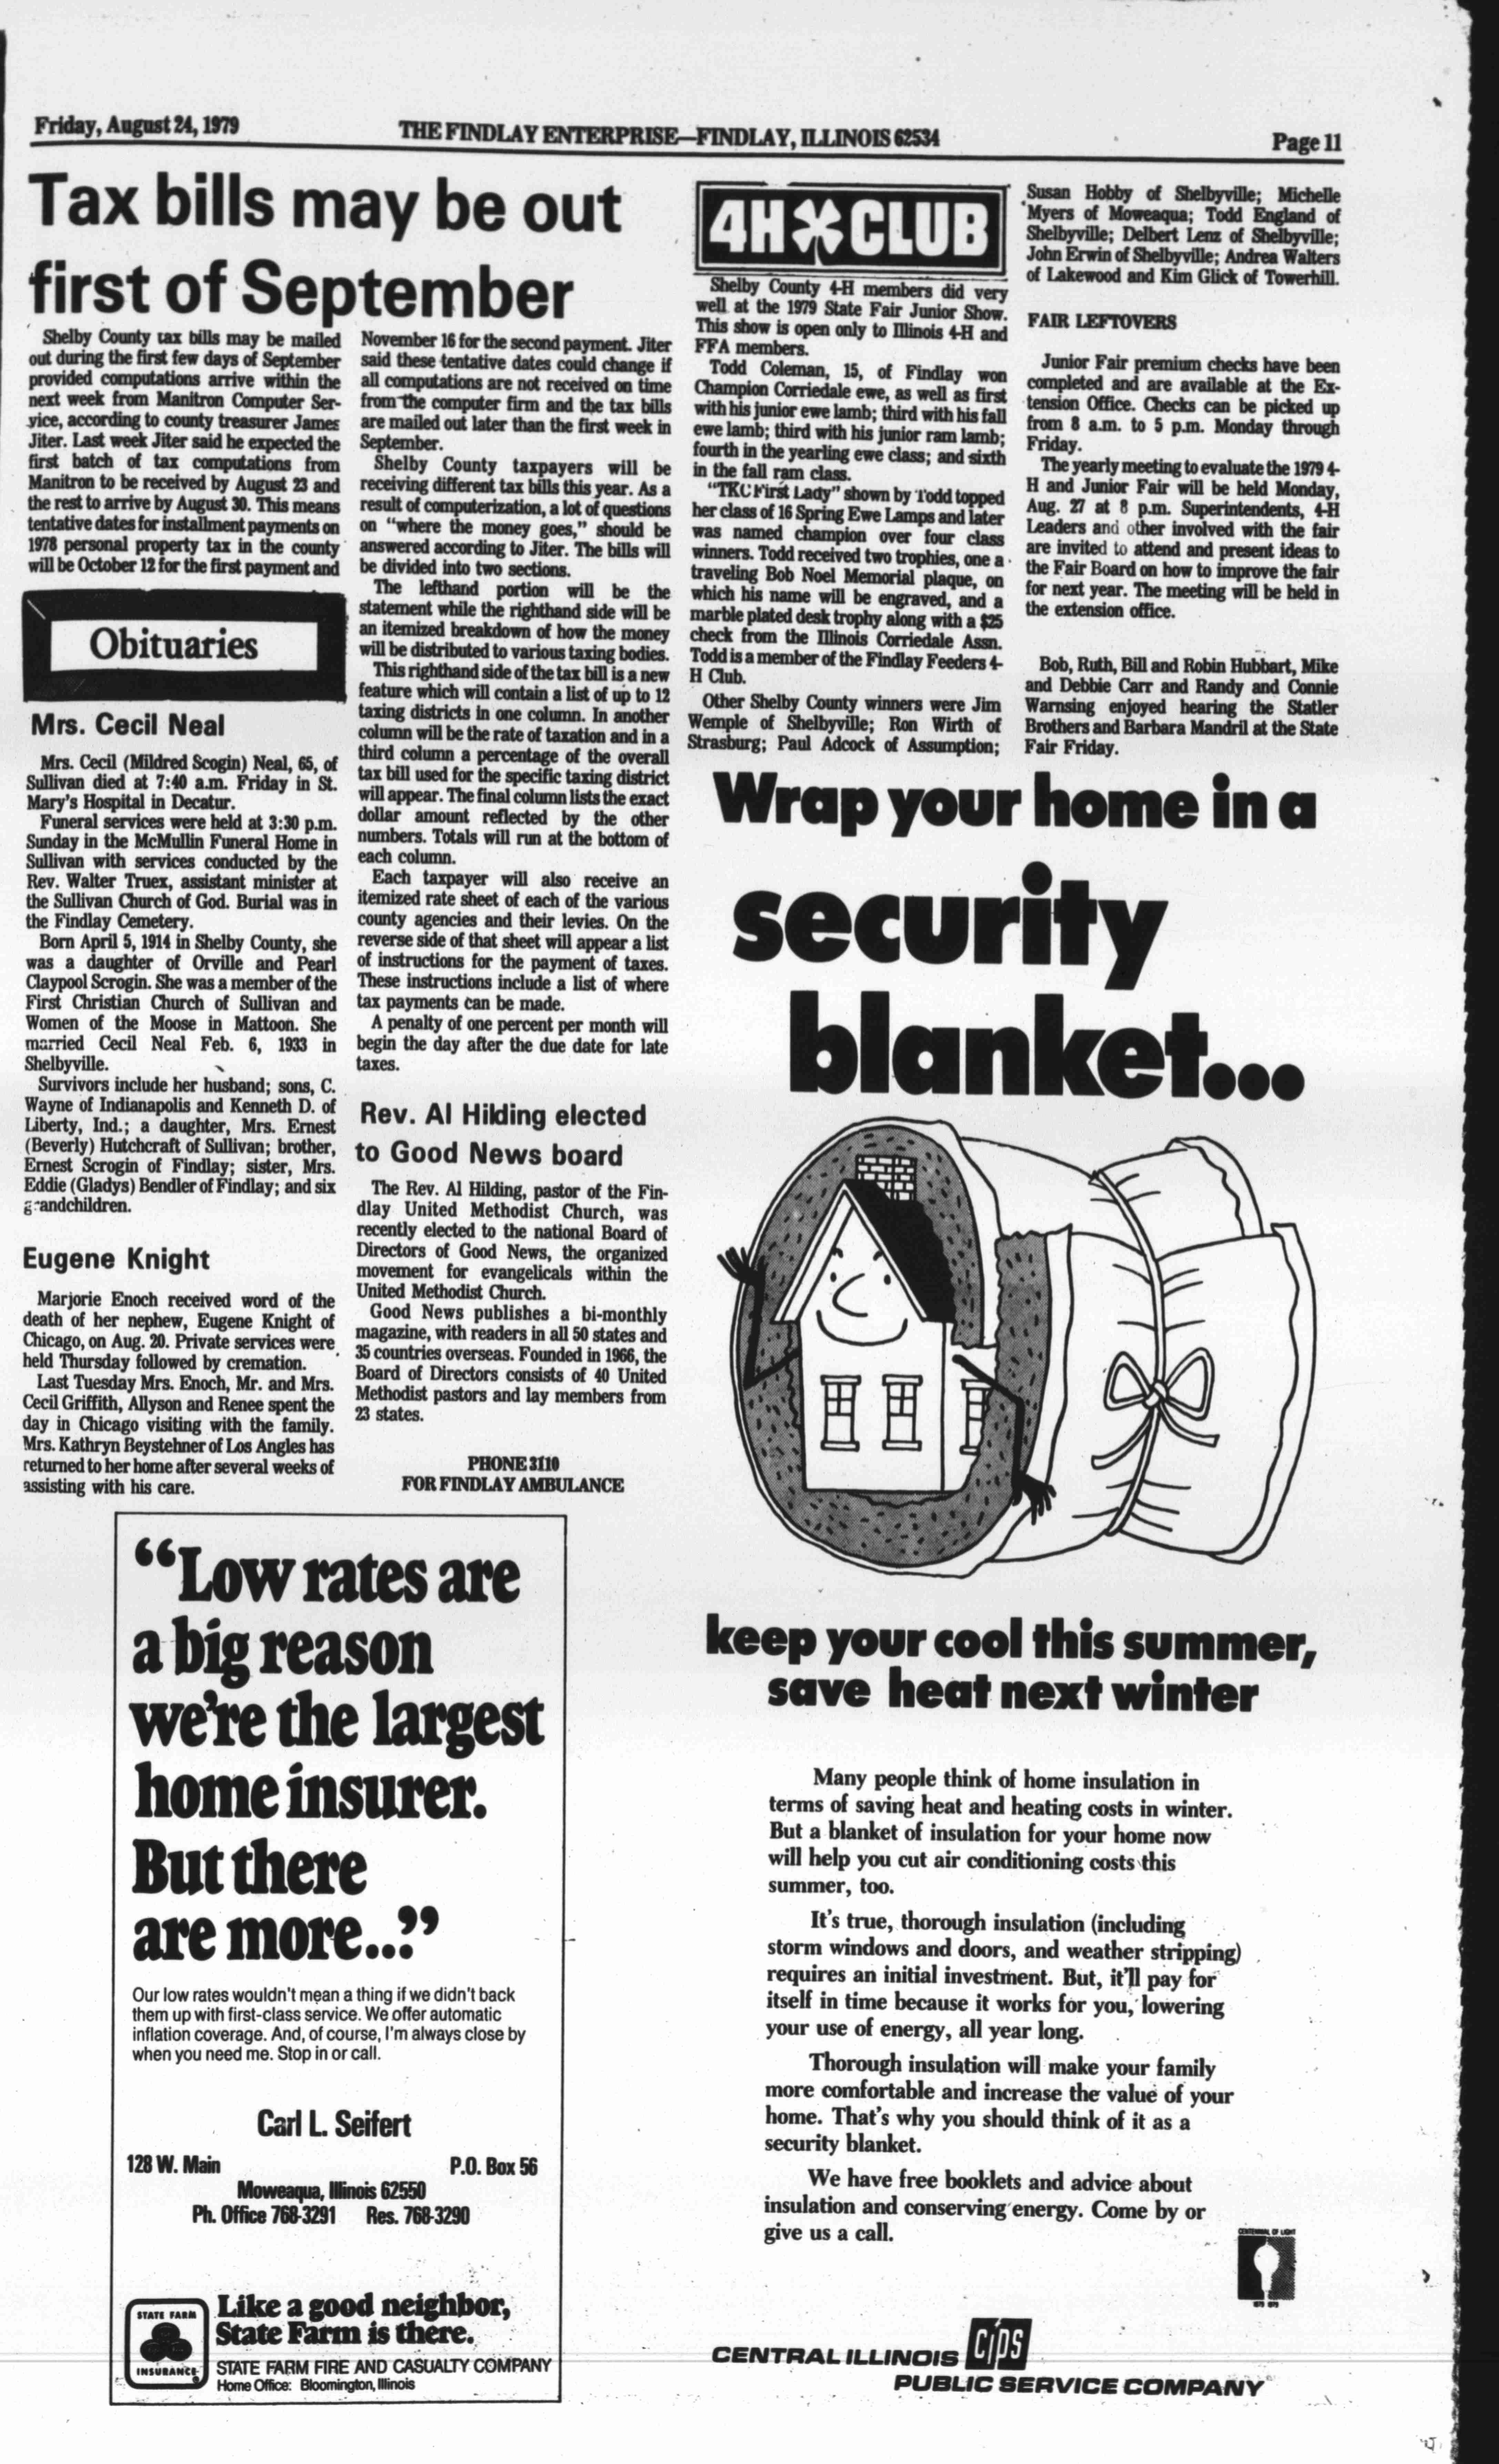 Friday, August 24, 1979
THE FINDLAY ENTERPRISE—FINDLAY, ILLINOIS 62534
Page 11
Tax bills may be out
first of September
Shelby County tax bills may be mailed
out during the first few days of September
provided computations arrive within the
next week from Manitron Computer Ser-
vice, according to county treasurer James
Jiter. Last week Jiter said he expected the
first batch of tax computations from
Manitron to be received by August 23 and
the rest to arrive by August 30. This means
tentative dates for installment payments on
1978 personal property tax in the county
will be October 12 for the first payment and
November 16 for the second payment. Jiter
said these tentative dates could change if
all computations are not received on time
from the computer firm and the tax bills
are mailed out later than the first week in
September.
Shelby County taxpayers will be
receiving different tax bills this year. As a
result of computerization, a lot of questions
on "where the money goes," should be
answered according to Jiter. The bills will
be divided into two sections.
The lefthand portion will be the
statement while the righthand side will be
an itemized breakdown of how the money
will be distributed to various taxing bodies.
This righthand side of the tax bill is a new
feature which will contain a list of up to 12
taxing districts in one column. In another
column will be the rate of taxation and in a
third column a percentage of the overall
tax bill used for the specific taxing district
will appear. The final column lists the exact
dollar amount reflected by the other
numbers. Totals will run at the bottom of
each column.
Each taxpayer will also receive an
itemized rate sheet of each of the various
county agencies and their levies. On the
reverse side of that sheet will appear a list
of instructions for the payment of taxes.
These instructions include a list of where
tax payments can be made.
A penalty of one percent per month will
begin the day after the due date for late
taxes.
Obituaries
Mrs. Cecil Neal
Mrs. Cecil (Mildred Scogin) Neal, 65, of
Sullivan died at 7:40 a.m. Friday in St.
Mary's Hospital in Decatur.
Funeral services were held at 3:30 p.m.
Sunday in the McMullin Funeral Home in
Sullivan with services conducted by the
Rev. Walter Truex, assistant minister at
the Sullivan Church of God. Burial was in
the Findlay Cemetery.
Born April 5, 1914 in Shelby County, she
was a daughter of Orville and Pearl
Claypool Scrogin. She was a member of the
First Christian Church of Sullivan and
Women of the Moose in Mattoon. She
married Cecil Neal Feb. 6, 1933 in
Shelbyville.
Survivors include her husband; sons, C.
Wayne of Indianapolis and Kenneth D. of
Liberty, Ind.; a daughter, Mrs. Ernest
(Beverly) Hutchcraft of Sullivan; brother,
Ernest Scrogin of Findlay; sister, Mrs.
Eddie (Gladys) Bendler of Findlay; and six
grandchildren.
Eugene Knight
Marjorie Enoch received word of the
death of her nephew, Eugene Knight of
Chicago, on Aug. 20. Private services were
held Thursday followed by cremation.
Last Tuesday Mrs. Enoch, Mr. and Mrs.
Cecil Griffith, Allyson and Renee spent the
day in Chicago visiting with the family.
Mrs. Kathryn Beystehner of Los Angles has
returned to her home after several weeks of
assisting with his care.
Rev. Al Hilding elected
to Good News board
The Rev. Al Hilding, pastor of the Fin-
dlay United Methodist Church, was
recently elected to the national Board of
Directors of Good News, the organized
movement for evangelicals within the
United Methodist Church.
Good News publishes a bi-monthly
magazine, with readers in all 50 states and
35 countries overseas. Founded in 1966, the
Board of Directors consists of 40 United
Methodist pastors and lay members from
23 states.
PHONE 3110
FOR FINDLAY AMBULANCE
4H CLUB
Shelby County 4-H members did very
well at the 1979 State Fair Junior Show.
This show is open only to Illinois 4-H and
FFA members.
Todd Coleman, 15, of Findlay won
Champion Corriedale ewe, as well as first
with his junior ewe lamb; third with his fall
ewe lamb; third with his junior ram lamb;
fourth in the yearling ewe class; and sixth
in the fall ram class.
"TKC First Lady" shown by Todd topped
her class of 16 Spring Ewe Lamps and later
was named champion over four class
winners. Todd received two trophies, one a
traveling Bob Noel Memorial plaque, on
which his name will be engraved, and a
marble plated desk trophy along with a $25
check from the Illinois Corriedale Assn.
Todd is a member of the Findlay Feeders 4-
H Club.
Other Shelby County winners were Jim
Wemple of Shelbyville; Ron Wirth of
Strasburg; Paul Adcock of Assumption;
Susan Hobby of Shelbyville; Michelle
Myers of Moweaqua; Todd England of
Shelbyville; Delbert Lenz of Shelbyville;
John Erwin of Shelbyville; Andrea Walters
of Lakewood and Kim Glick of Towerhill.
FAIR LEFTOVERS
Junior Fair premium checks have been
completed and are available at the Ex-
tension Office. Checks can be picked up
from 8 a.m. to 5 p.m. Monday through
Friday.
The yearly meeting to evaluate the 1979 4-
H and Junior Fair will be held Monday,
Aug. 27 at 8 p.m. Superintendents, 4-H
Leaders and other involved with the fair
are invited to attend and present ideas to
the Fair Board on how to improve the fair
for next year. The meeting will be held in
the extension office.
Bob, Ruth, Bill and Robin Hubbart, Mike
and Debbie Carr and Randy and Connie
Warnsing enjoyed hearing the Statler
Brothers and Barbara Mandril at the State
Fair Friday.
Wrap your home in a
security
blanket...
keep your cool this summer,
save heat next winter
Many people think of home insulation in
terms of saving heat and heating costs in winter.
But a blanket of insulation for your home now
will help you cut air conditioning costs this
summer, too.
It's true, thorough insulation (including
storm windows and doors, and weather stripping)
requires an initial investment. But, it'll pay for
itself in time because it works for you, lowering
your use of energy, all year long.
Thorough insulation will make your family
more comfortable and increase the value of your
home. That's why you should think of it as a
security blanket.
We have free booklets and advice about
insulation and conserving energy. Come by or
give us a call.
CENTENNIAL OF LIGHT
1879 1979
CENTRAL ILLINOIS
CIPS
PUBLIC SERVICE COMPANY
"Low rates are
a big reason
we're the largest
home insurer.
But there
are more..."
Our low rates wouldn't mean a thing if we didn't back
them up with first-class service. We offer automatic
inflation coverage. And, of course, I'm always close by
when you need me. Stop in or call.
Carl L. Seifert
128 W. Main P.O. Box 56
Moweaqua, Illinois 62550
Ph. Office 768-3291 Res. 768-3290
STATE FARM
INSURANCE
Like a good neighbor,
State Farm is there.
STATE FARM FIRE AND CASUALTY COMPANY
Home Office: Bloomington, Illinois